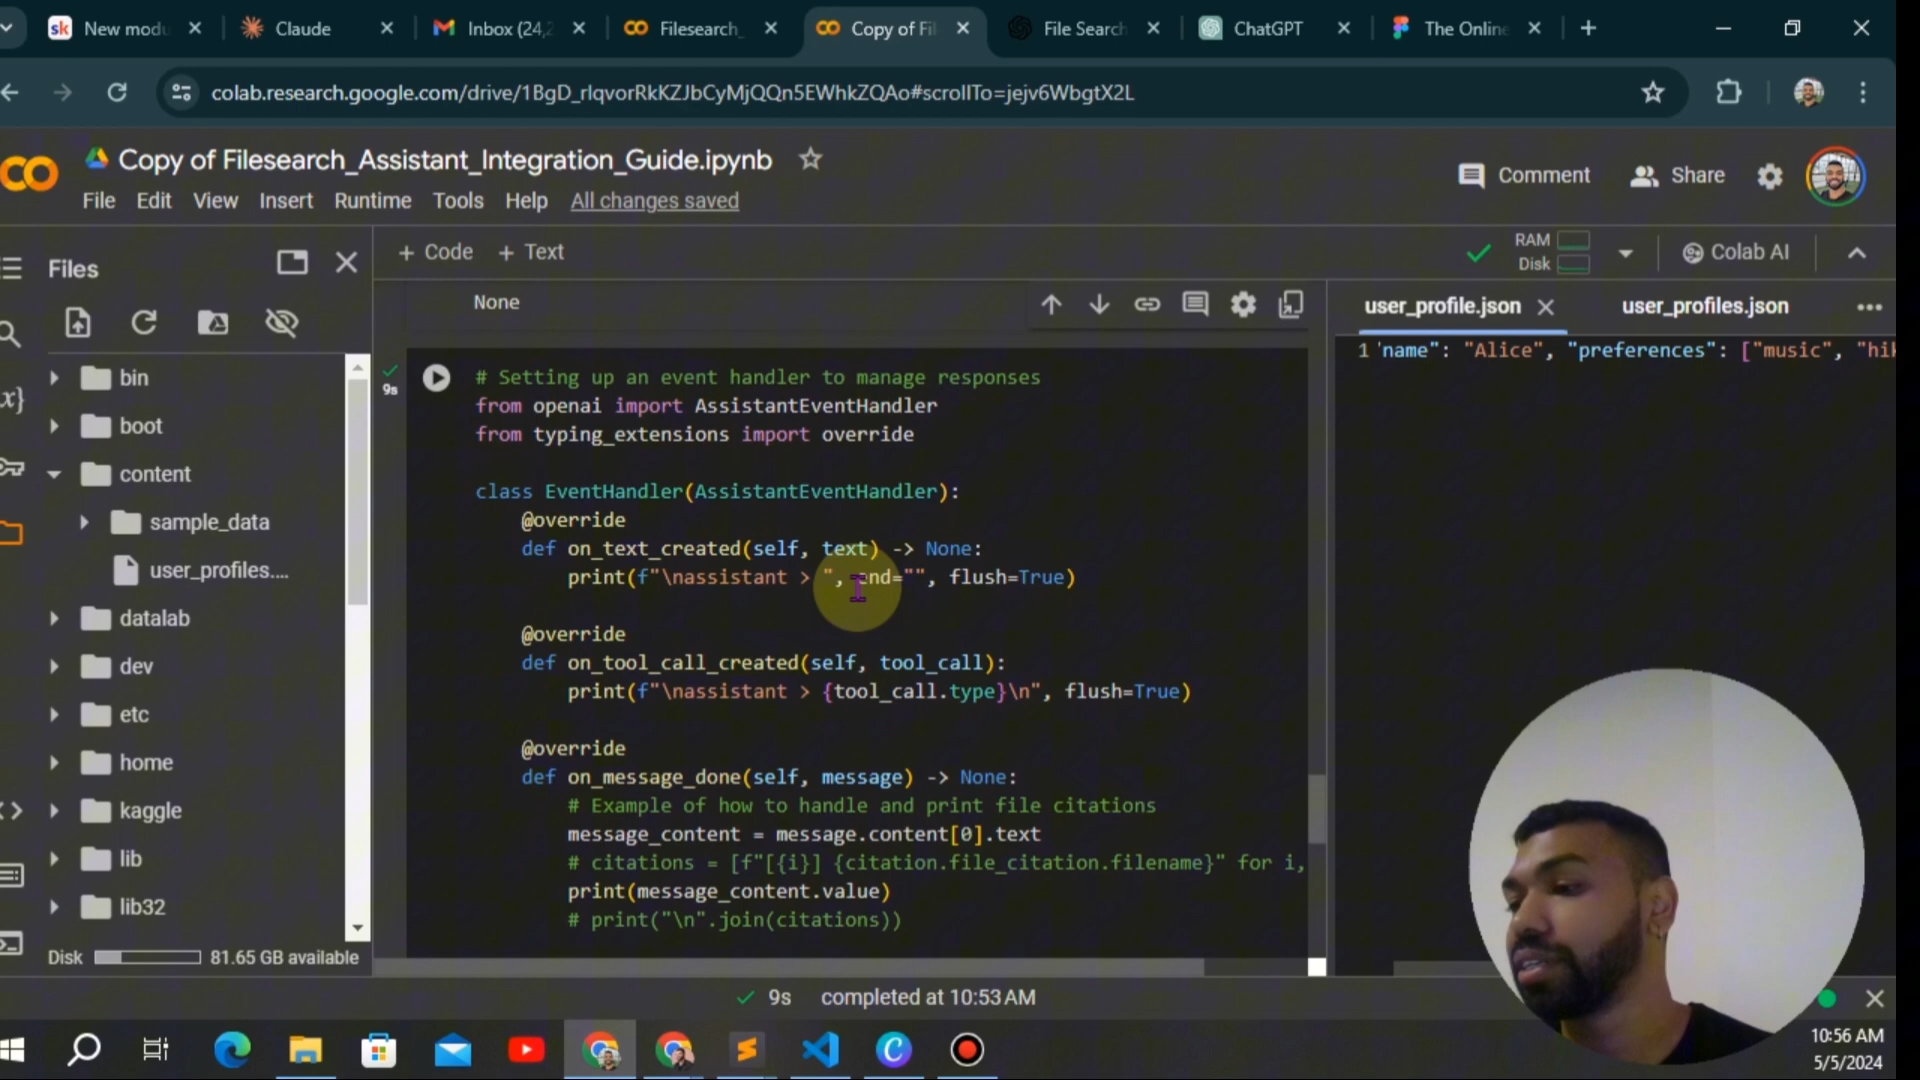 New modu
Claude
Inbox (24,2
Filesearch_
Copy of Fil
File Search
ChatGPT
The Online
colab.research.google.com/drive/1BgD_rlqvorRkKZJbCyMjQQn5EWhkZQAo#scrollTo=jejv6WbgtX2L
Copy of Filesearch_Assistant_Integration_Guide.ipynb
Comment
Share
File Edit View Insert Runtime Tools Help All changes saved
Files
+ Code + Text
RAM
Disk
Colab AI
None
user_profile.json
user_profiles.json
1 'name": "Alice", "preferences": ["music", "hik
bin
boot
content
sample_data
user_profiles....
datalab
dev
etc
home
kaggle
lib
lib32
Disk 81.65 GB available
9s
# Setting up an event handler to manage responses
from openai import AssistantEventHandler
from typing_extensions import override
class EventHandler(AssistantEventHandler):
@override
def on_text_created(self, text) -> None:
print(f"\nassistant > ", end="", flush=True)
@override
def on_tool_call_created(self, tool_call):
print(f"\nassistant > {tool_call.type}\n", flush=True)
@override
def on_message_done(self, message) -> None:
# Example of how to handle and print file citations
message_content = message.content[0].text
# citations = [f"[{i}] {citation.file_citation.filename}" for i,
print(message_content.value)
# print("\n".join(citations))
9s completed at 10:53 AM
10:56 AM
5/5/2024